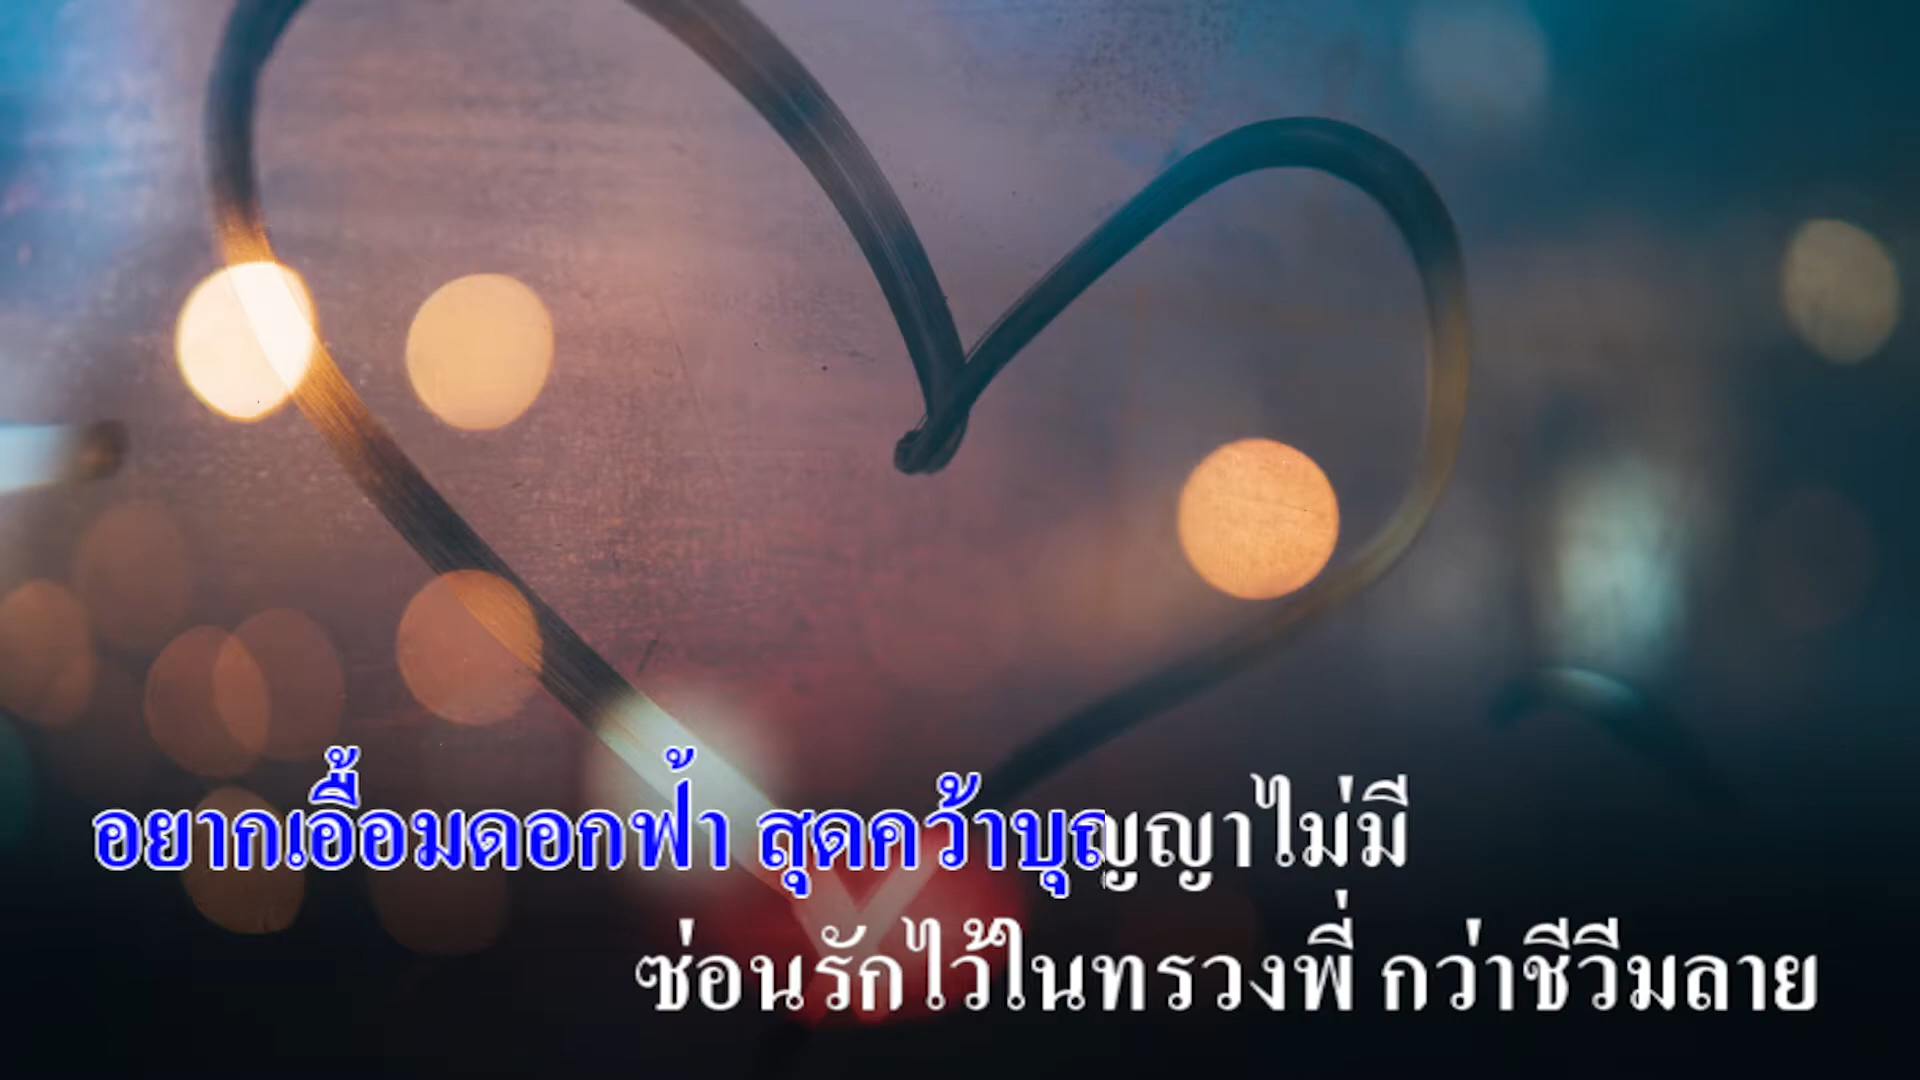 อยากเอื้อมดอกฟ้า สุดคว้าบุญญาไม่มี
ซ่อนรักไว้ในทรวงพี่ กว่าชีวีมลาย